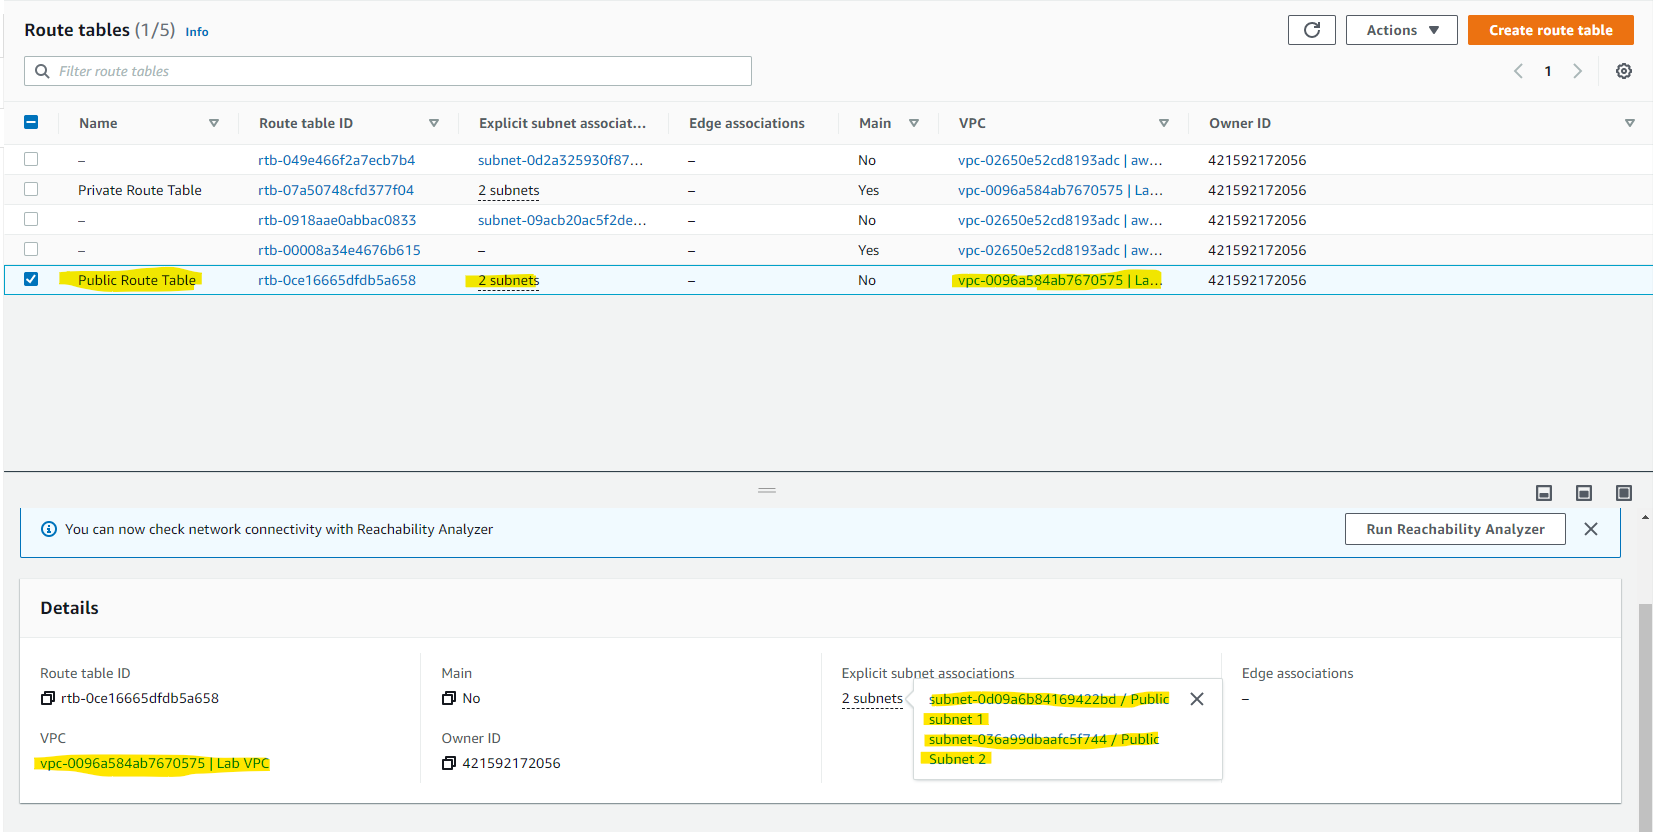 Route tables (1/5) Info
Actions
Create route table
Filter route tables
1
Name Route table ID Explicit subnet associat... Edge associations Main VPC Owner ID
– rtb-049e466f2a7ecb7b4 subnet-0d2a325930f87... – No vpc-02650e52cd8193adc | aw... 421592172056
Private Route Table rtb-07a50748cfd377f04 2 subnets – Yes vpc-0096a584ab7670575 | La... 421592172056
– rtb-0918aae0abbac0833 subnet-09acb20ac5f2de... – No vpc-02650e52cd8193adc | aw... 421592172056
– rtb-00008a34e4676b615 – – Yes vpc-02650e52cd8193adc | aw... 421592172056
Public Route Table rtb-0ce16665dfdb5a658 2 subnets – No vpc-0096a584ab7670575 | La... 421592172056
You can now check network connectivity with Reachability Analyzer
Run Reachability Analyzer
Details
Route table ID
rtb-0ce16665dfdb5a658
Main
No
Explicit subnet associations
2 subnets
subnet-0d09a6b84169422bd / Public
subnet 1
subnet-036a99dbaafc5f744 / Public
Subnet 2
Edge associations
–
VPC
vpc-0096a584ab7670575 | Lab VPC
Owner ID
421592172056